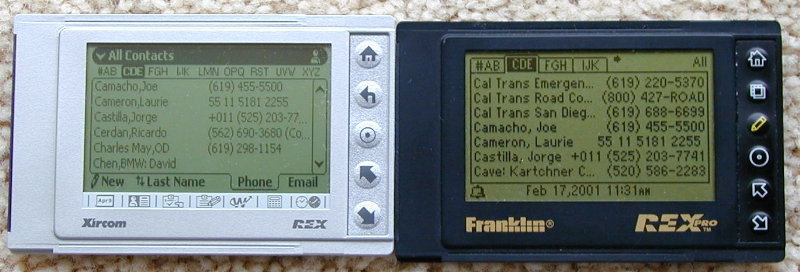 All Contacts
#AB CDE FGH IJK LMN OPQ RST UVW XYZ
Camacho,Joe (619) 455-5500
Cameron,Laurie 55 11 5181 2255
Castilla,Jorge +011 (525) 203-77...
Cerdan,Ricardo (562) 690-3680 (Co...
Charles May,OD (619) 298-1154
Chen,BMW: David
New Last Name Phone Email
Apr9
Xircom REX
#AB CDE FGH IJK All
Cal Trans Emergen... (619) 220-5370
Cal Trans Road Co... (800) 427-ROAD
Cal Trans San Dieg... (619) 688-6699
Camacho, Joe (619) 455-5500
Cameron, Laurie 55 11 5181 2255
Castilla, Jorge +011 (525) 203-7741
Cave! Kartchner C... (520) 586-2283
Feb 17,2001 11:31AM
Franklin® REX PRO™